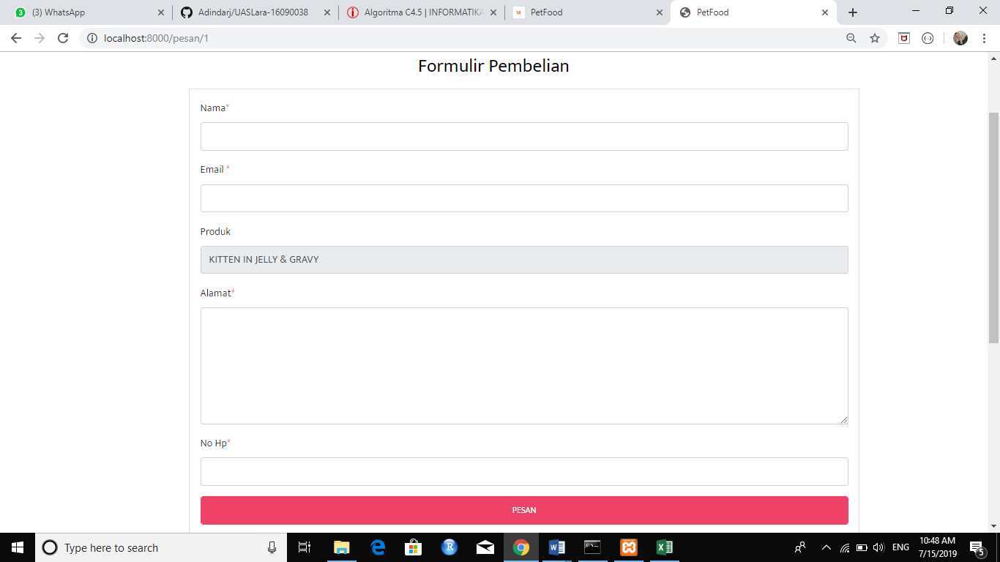 (3) WhatsApp
Adindarj/UASLara-16090038
Algoritma C4.5 | INFORMATIKA
PetFood
PetFood
localhost:8000/pesan/1
Formulir Pembelian
Nama*
Email *
Produk
KITTEN IN JELLY & GRAVY
Alamat*
No Hp*
PESAN
Type here to search
ENG
10:48 AM
7/15/2019
5